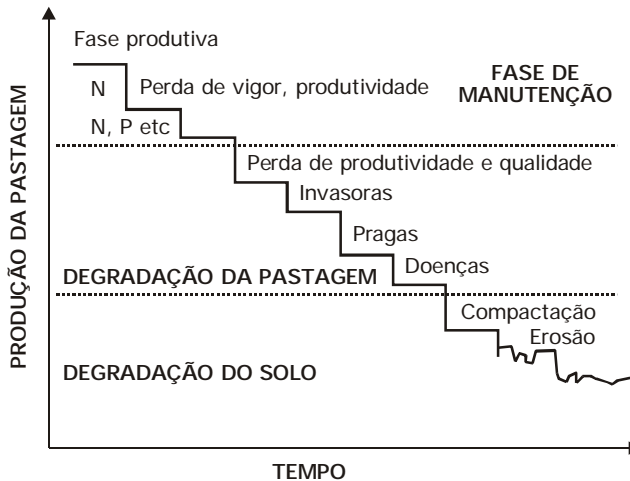 Fase produtiva
N
Perda de vigor, produtividade
FASE DE
MANUTENÇÃO
N, P etc
Perda de produtividade e qualidade
Invasoras
Pragas
Doenças
DEGRADAÇÃO DA PASTAGEM
Compactação
Erosão
DEGRADAÇÃO DO SOLO
PRODUÇÃO DA PASTAGEM
TEMPO